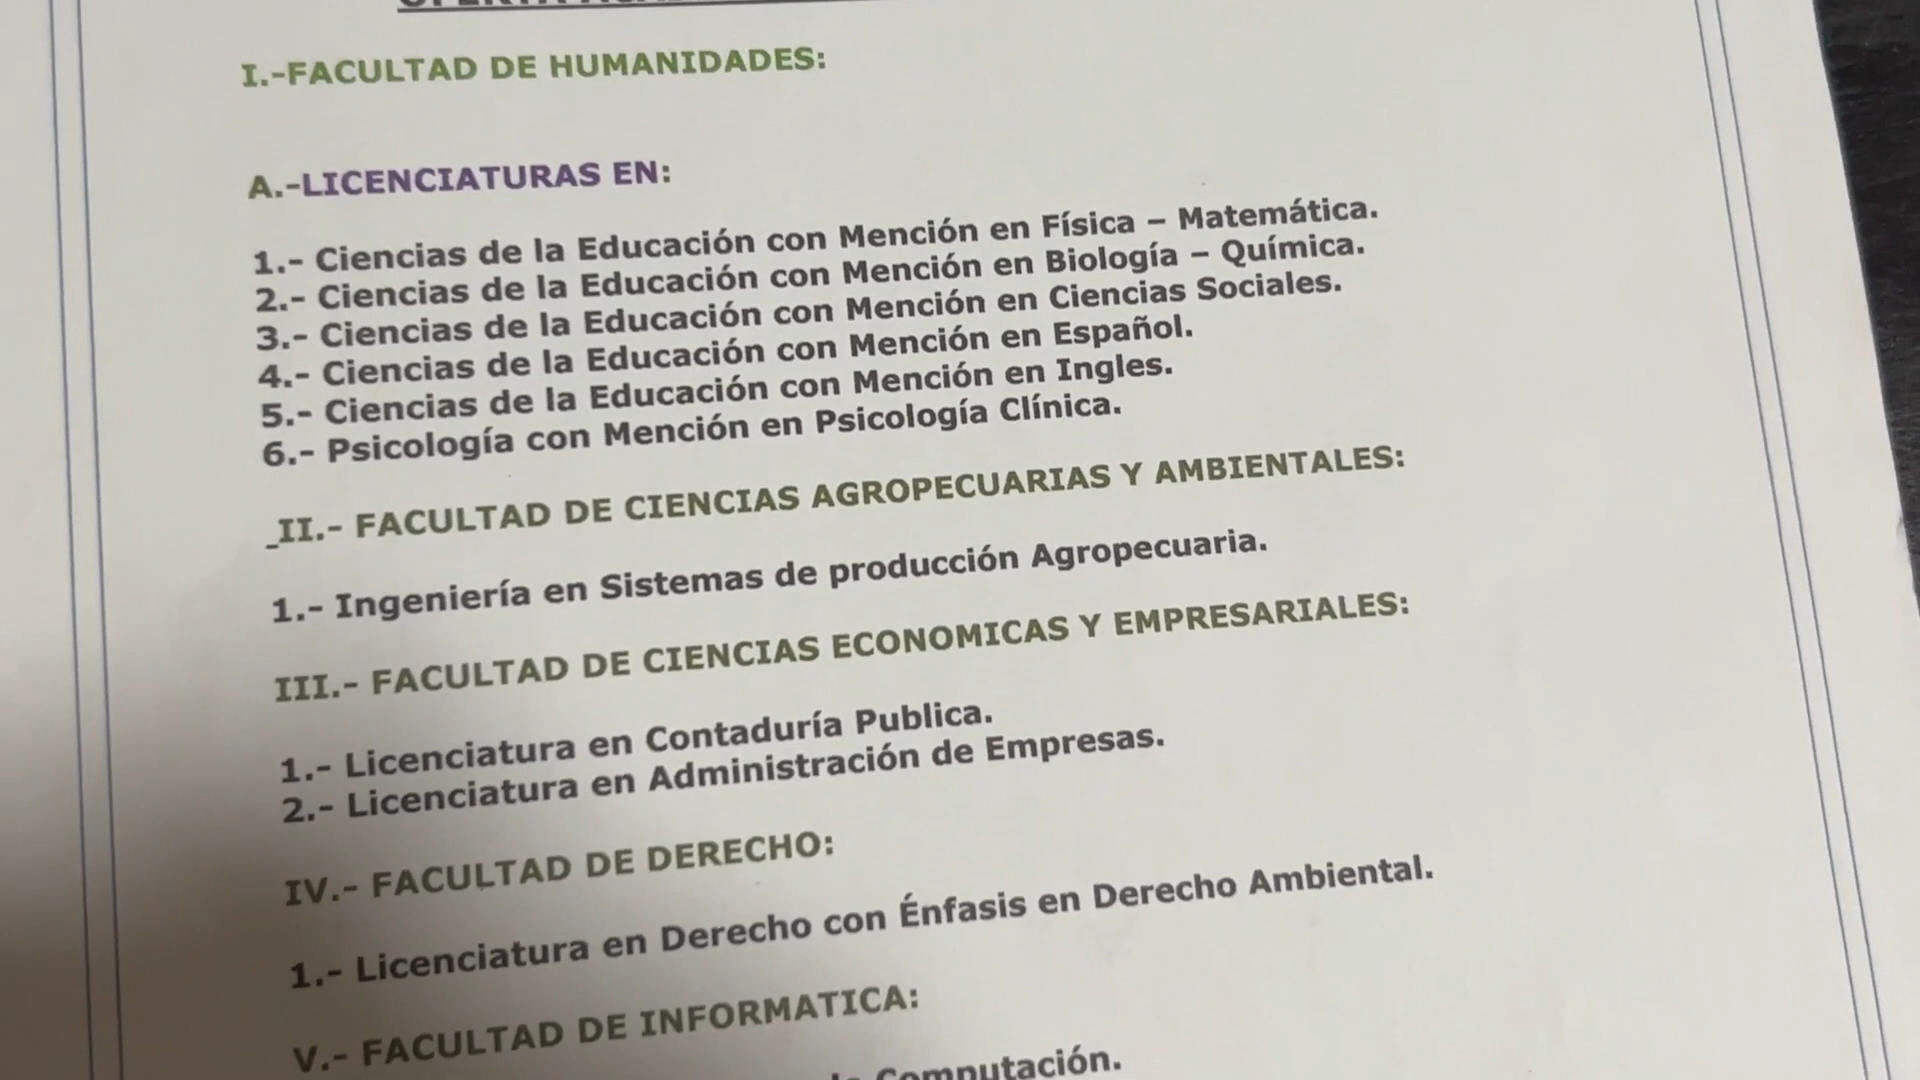 I.-FACULTAD DE HUMANIDADES:
A.-LICENCIATURAS EN:
1.- Ciencias de la Educación con Mención en Física – Matemática.
2.- Ciencias de la Educación con Mención en Biología – Química.
3.- Ciencias de la Educación con Mención en Ciencias Sociales.
4.- Ciencias de la Educación con Mención en Español.
5.- Ciencias de la Educación con Mención en Ingles.
6.- Psicología con Mención en Psicología Clínica.
II.- FACULTAD DE CIENCIAS AGROPECUARIAS Y AMBIENTALES:
1.- Ingeniería en Sistemas de producción Agropecuaria.
III.- FACULTAD DE CIENCIAS ECONOMICAS Y EMPRESARIALES:
1.- Licenciatura en Contaduría Publica.
2.- Licenciatura en Administración de Empresas.
IV.- FACULTAD DE DERECHO:
1.- Licenciatura en Derecho con Énfasis en Derecho Ambiental.
V.- FACULTAD DE INFORMATICA:
Computación.